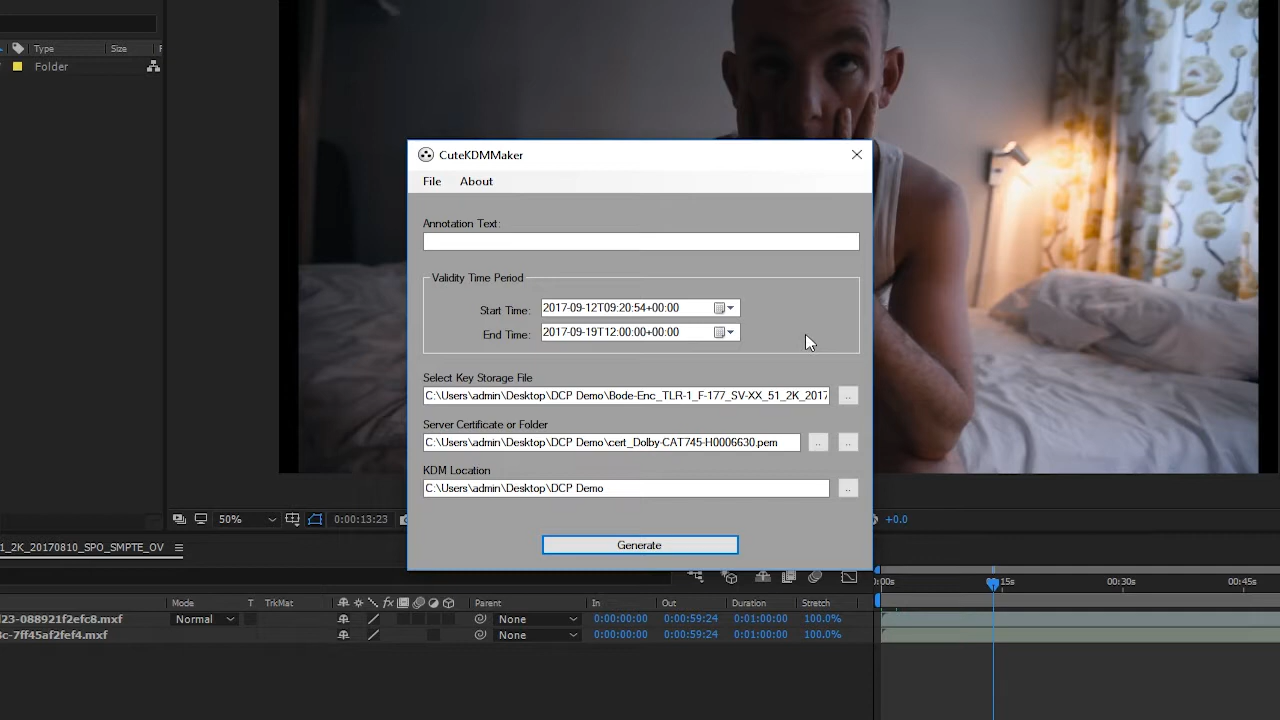 Type Size
Folder
CuteKDMMaker
File About
Annotation Text:
Validity Time Period
Start Time: 2017-09-12T09:20:54+00:00
End Time: 2017-09-19T12:00:00+00:00
Select Key Storage File
C:\Users\admin\Desktop\DCP Demo\Bode-Enc_TLR-1_F-177_SV-XX_51_2K_2017
..
Server Certificate or Folder
C:\Users\admin\Desktop\DCP Demo\cert_Dolby-CAT745-H0006630.pem
.. ..
KDM Location
C:\Users\admin\Desktop\DCP Demo
..
Generate
50% 0:00:13:23 +0.0
1_2K_20170810_SPO_SMPTE_OV
:00s 15s 00:30s 00:45s
Mode T TrkMat fx Parent In Out Duration Stretch
d23-088921f2efc8.mxf Normal None 0:00:00:00 0:00:59:24 0:01:00:00 100.0%
8c-7ff45af2fef4.mxf None 0:00:00:00 0:00:59:24 0:01:00:00 100.0%